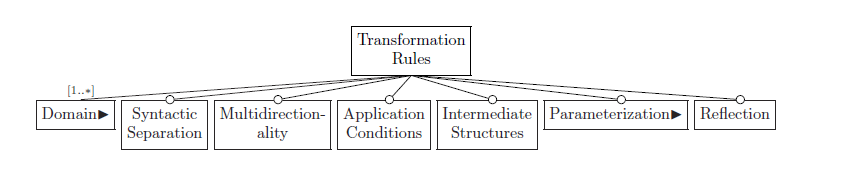 Transformation
Rules
[1..*]
Domain▶
Syntactic
Separation
Multidirection-
ality
Application
Conditions
Intermediate
Structures
Parameterization▶
Reflection